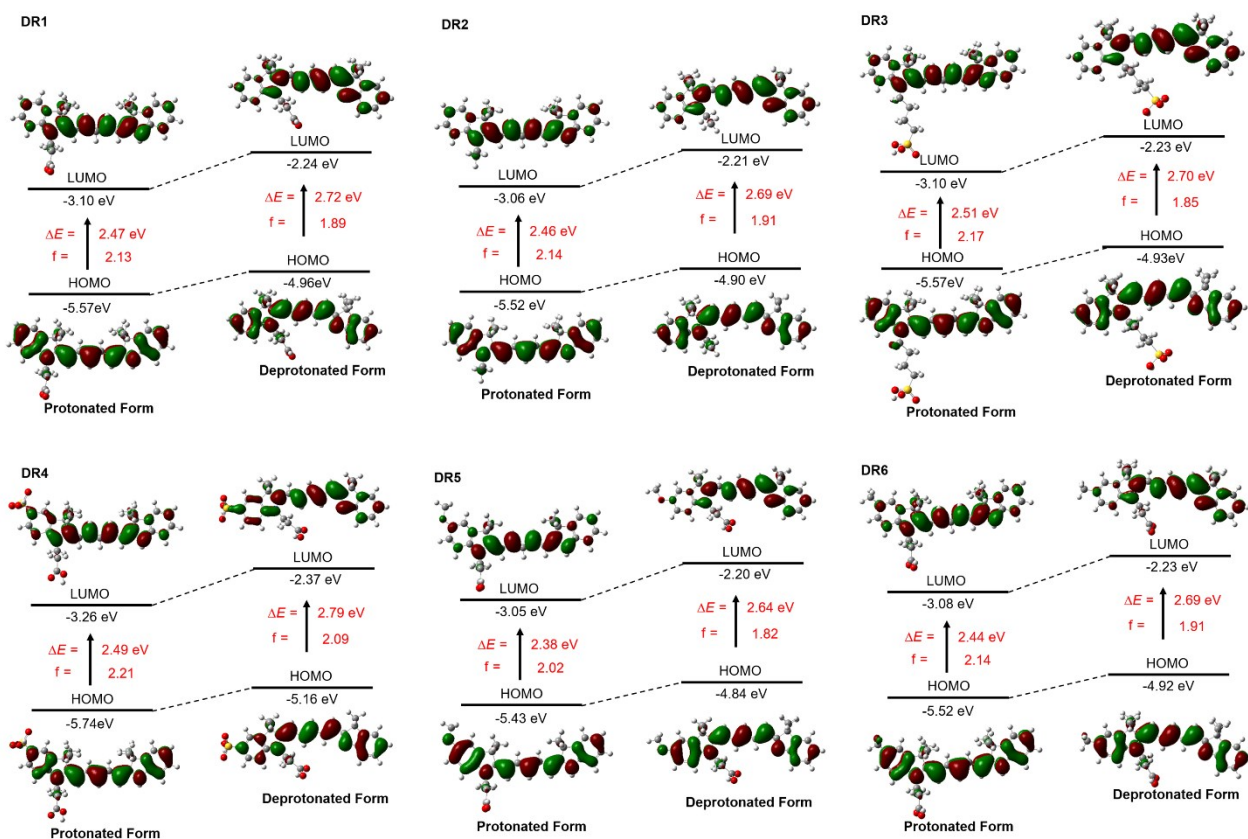 DR1
LUMO
-3.10 eV
ΔE = 2.47 eV
f = 2.13
HOMO
-5.57eV
Protonated Form
LUMO
-2.24 eV
ΔE = 2.72 eV
f = 1.89
HOMO
-4.96eV
Deprotonated Form
DR2
LUMO
-3.06 eV
ΔE = 2.46 eV
f = 2.14
HOMO
-5.52 eV
Protonated Form
LUMO
-2.21 eV
ΔE = 2.69 eV
f = 1.91
HOMO
-4.90 eV
Deprotonated Form
DR3
LUMO
-3.10 eV
ΔE = 2.51 eV
f = 2.17
HOMO
-5.57eV
Protonated Form
LUMO
-2.23 eV
ΔE = 2.70 eV
f = 1.85
HOMO
-4.93eV
Deprotonated Form
DR4
LUMO
-3.26 eV
ΔE = 2.49 eV
f = 2.21
HOMO
-5.74eV
Protonated Form
LUMO
-2.37 eV
ΔE = 2.79 eV
f = 2.09
HOMO
-5.16 eV
Deprotonated Form
DR5
LUMO
-3.05 eV
ΔE = 2.38 eV
f = 2.02
HOMO
-5.43 eV
Protonated Form
LUMO
-2.20 eV
ΔE = 2.64 eV
f = 1.82
HOMO
-4.84 eV
Deprotonated Form
DR6
LUMO
-3.08 eV
ΔE = 2.44 eV
f = 2.14
HOMO
-5.52 eV
Protonated Form
LUMO
-2.23 eV
ΔE = 2.69 eV
f = 1.91
HOMO
-4.92 eV
Deprotonated Form